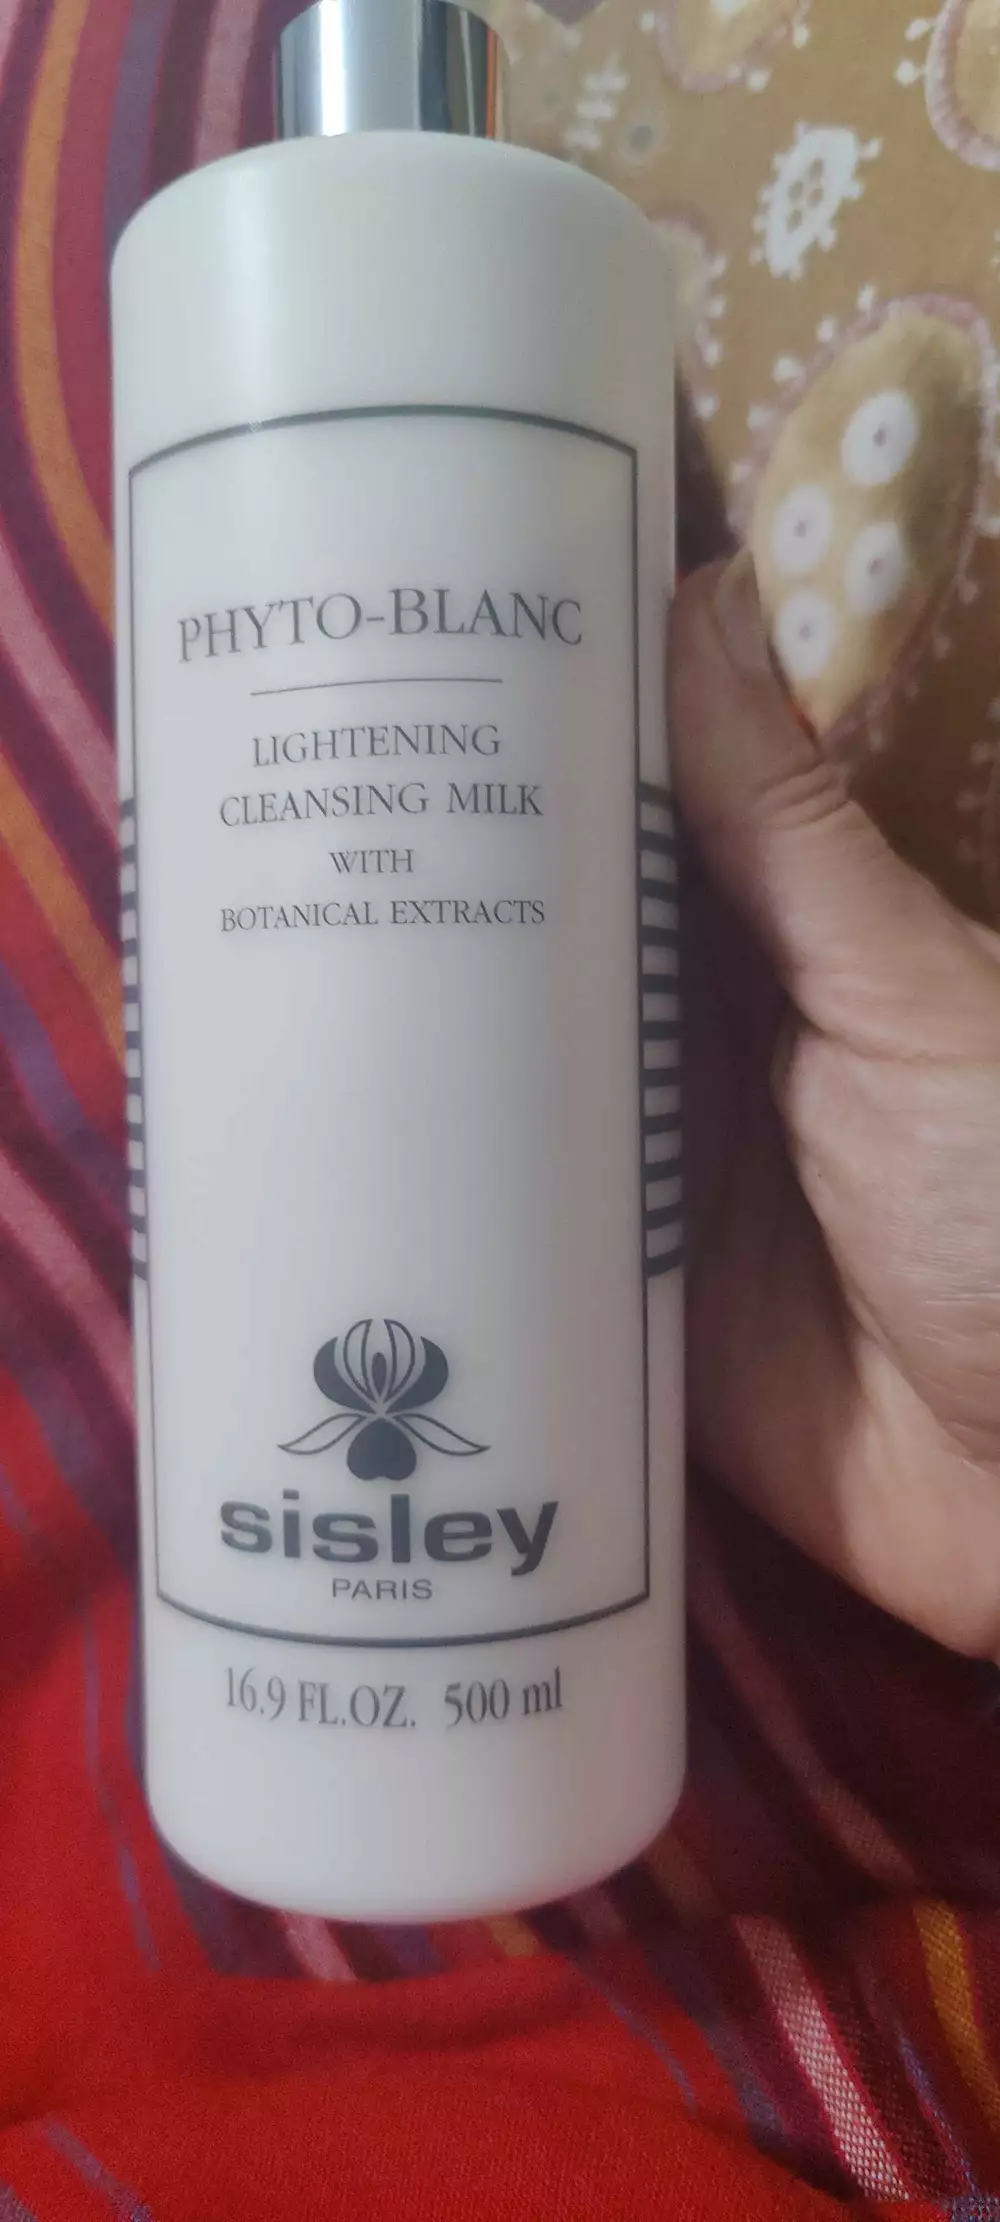 PHYTO-BLANC
LIGHTENING
CLEANSING MILK
WITH
BOTANICAL EXTRACTS
sisley
PARIS
16.9 FL.OZ. 500 ml